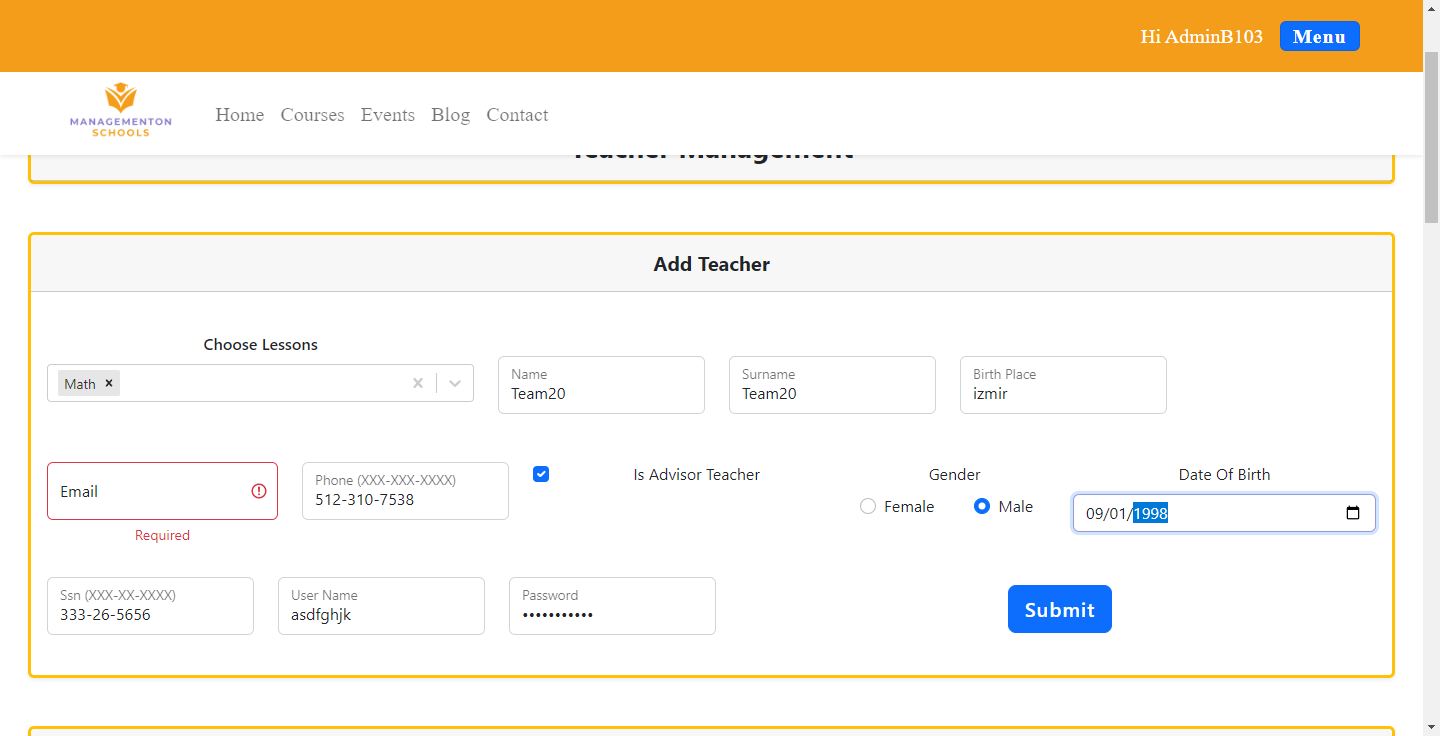 Hi AdminB103 Menu
MANAGEMENTON
SCHOOLS
Home Courses Events Blog Contact
Teacher Management
Add Teacher
Choose Lessons
Math
Name
Team20
Surname
Team20
Birth Place
izmir
Email
Required
Phone (XXX-XXX-XXXX)
512-310-7538
Is Advisor Teacher
Gender
Female Male
Date Of Birth
09/01/1998
Ssn (XXX-XX-XXXX)
333-26-5656
User Name
asdfghjk
Password
•••••••••••
Submit